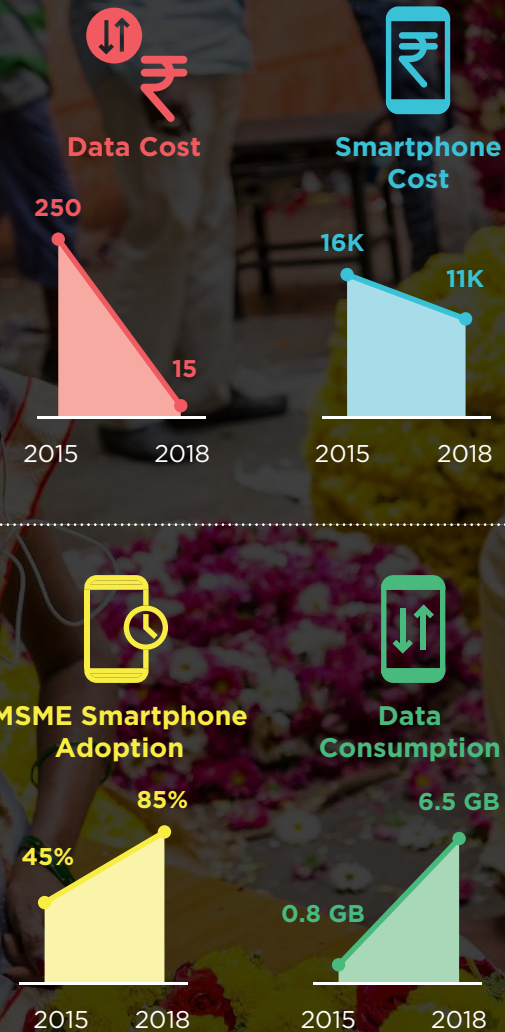 ₹
Data Cost
250
15
2015 2018
₹
Smartphone
Cost
16K
11K
2015 2018
MSME Smartphone
Adoption
85%
45%
2015 2018
Data
Consumption
6.5 GB
0.8 GB
2015 2018